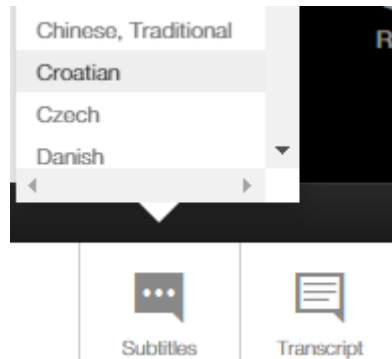 Chinese, Traditional
R
Croatian
Czech
Danish
Subtitles
Transcript